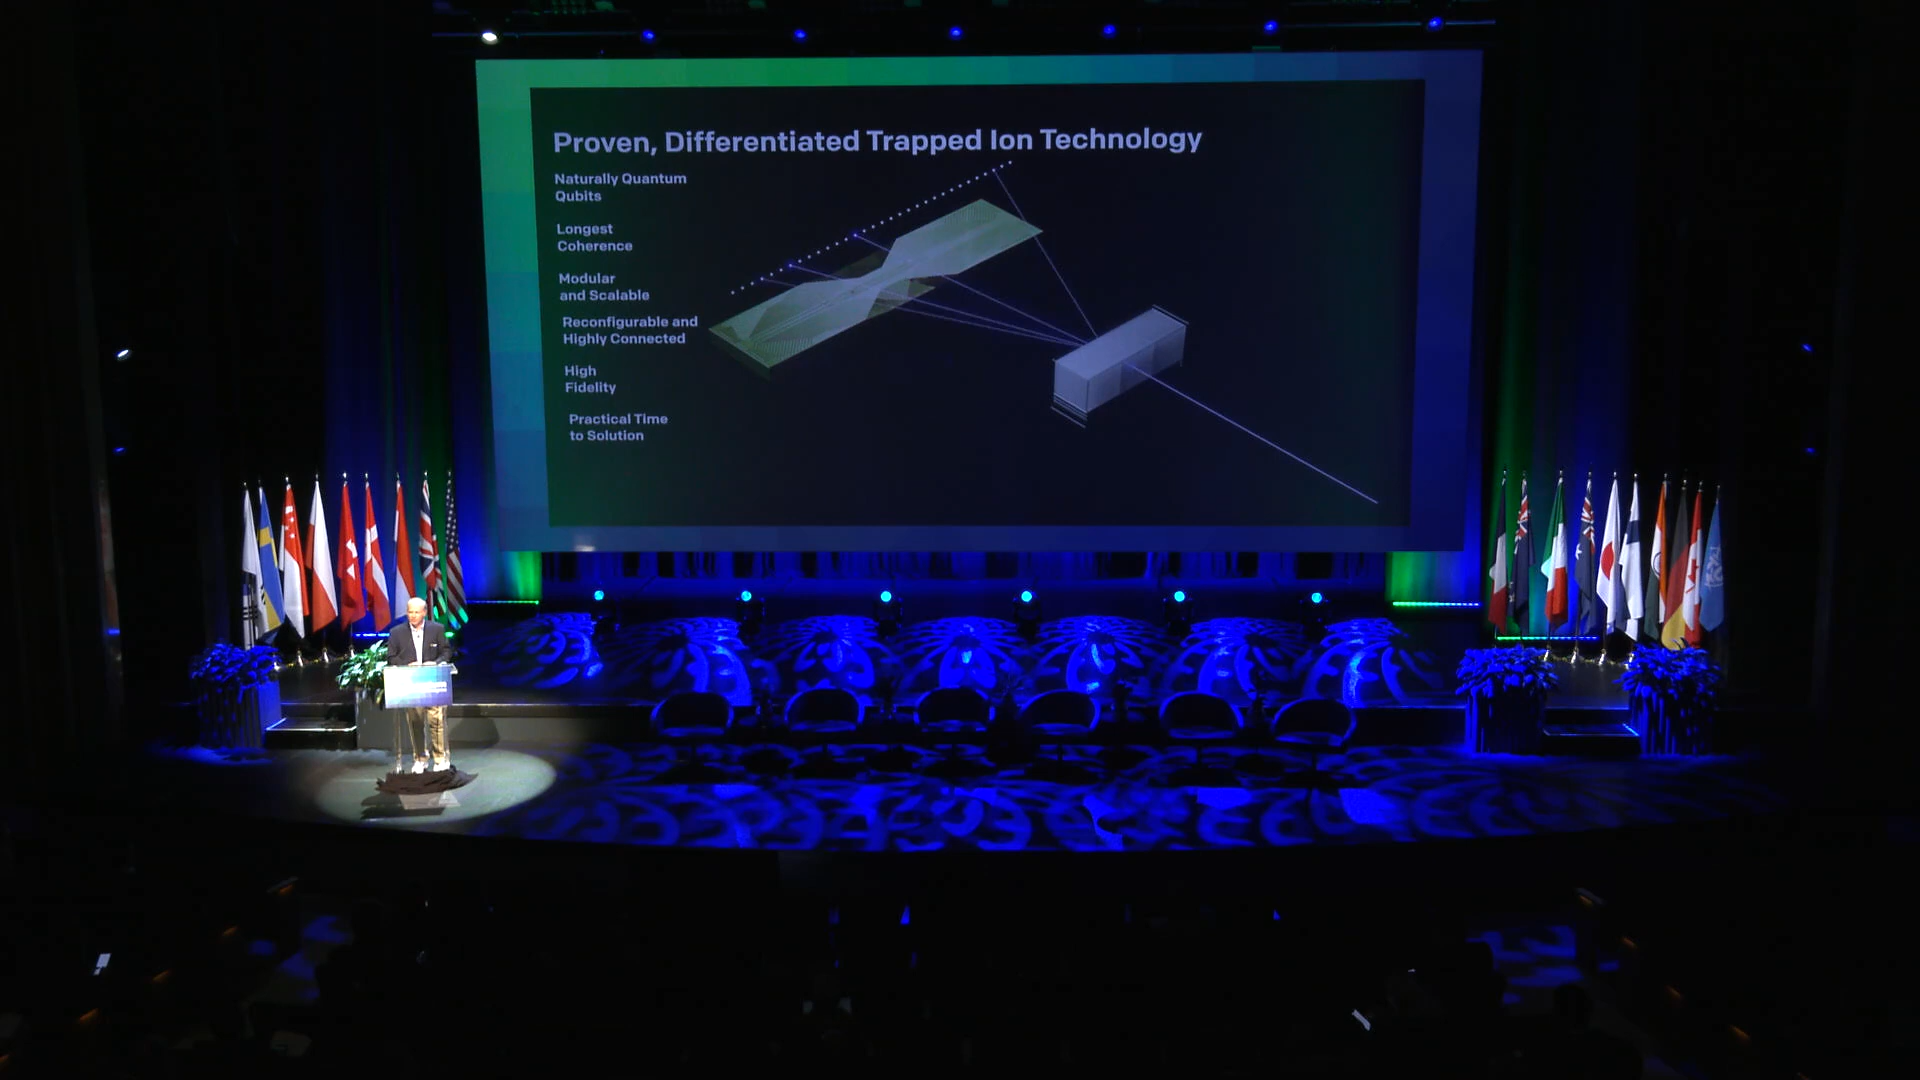 Proven, Differentiated Trapped Ion Technology
Naturally Quantum
Qubits
Longest
Coherence
Modular
and Scalable
Reconfigurable and
Highly Connected
High
Fidelity
Practical Time
to Solution